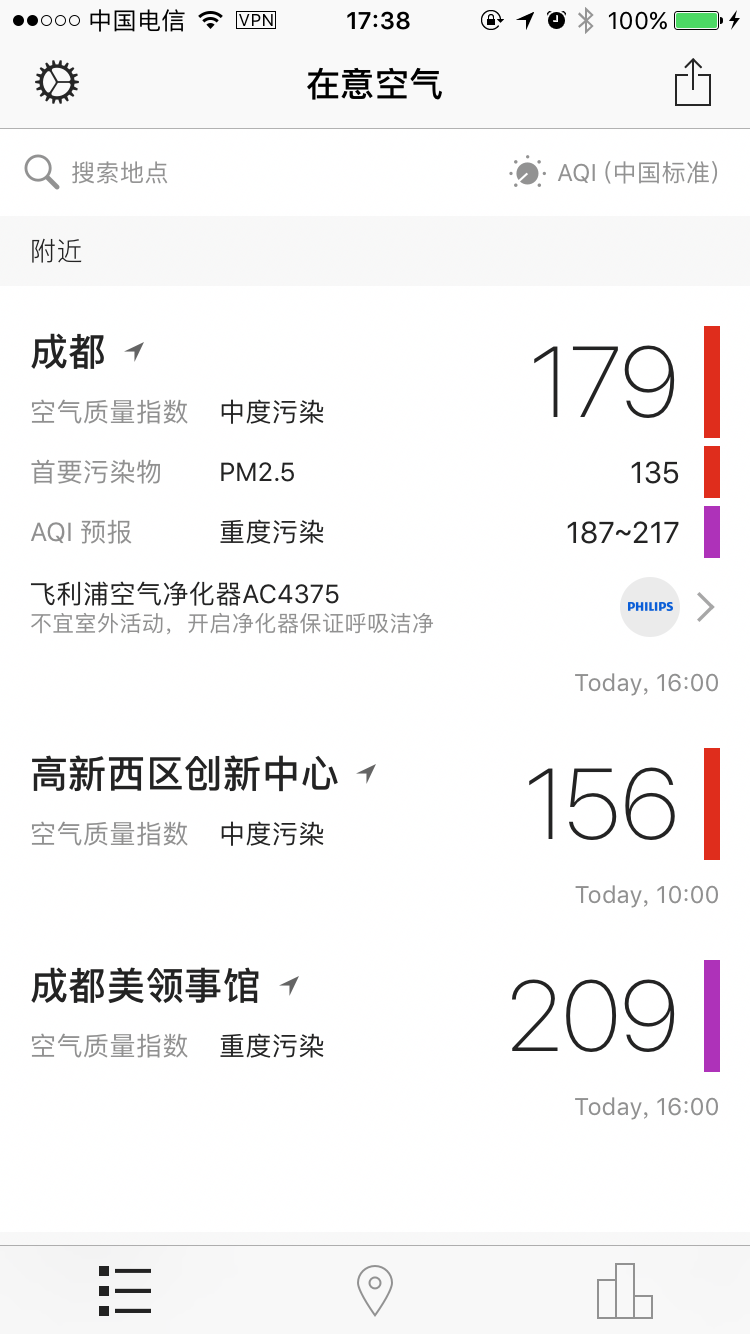 中国电信 VPN 17:38 100%
在意空气
搜索地点 AQI (中国标准)
附近
成都 179
空气质量指数 中度污染
首要污染物 PM2.5 135
AQI 预报 重度污染 187~217
飞利浦空气净化器AC4375
不宜室外活动，开启净化器保证呼吸洁净
PHILIPS
Today, 16:00
高新西区创新中心 156
空气质量指数 中度污染
Today, 10:00
成都美领事馆 209
空气质量指数 重度污染
Today, 16:00